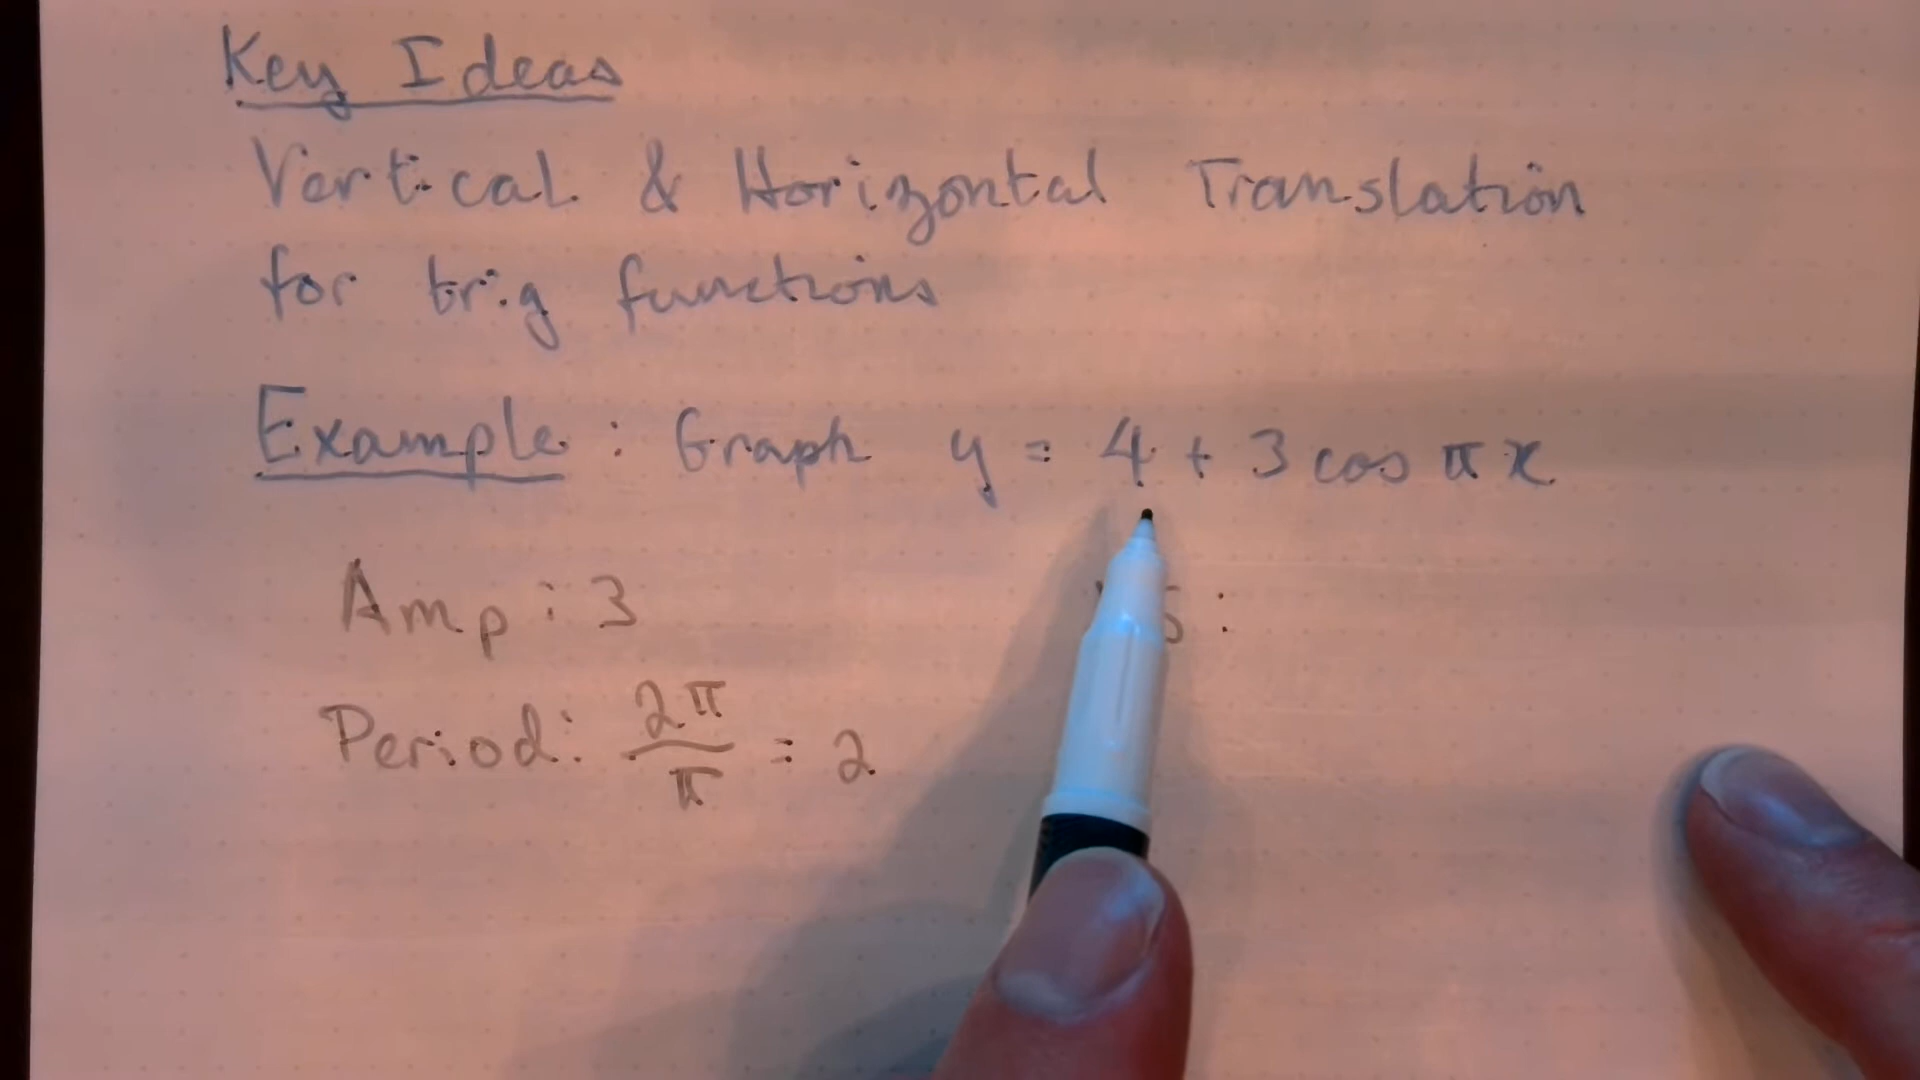 Key Ideas
Vertical & Horizontal Translation
for trig functions
Example : Graph y = 4 + 3 cos πx
Amp : 3
Period : 2π/π = 2